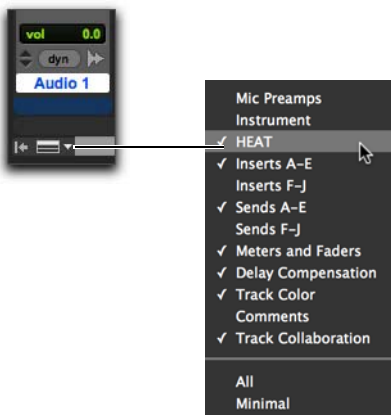 vol 0.0
dyn
Audio 1
Mic Preamps
Instrument
✓ HEAT
✓ Inserts A–E
Inserts F–J
✓ Sends A–E
Sends F–J
✓ Meters and Faders
✓ Delay Compensation
✓ Track Color
Comments
✓ Track Collaboration
All
Minimal